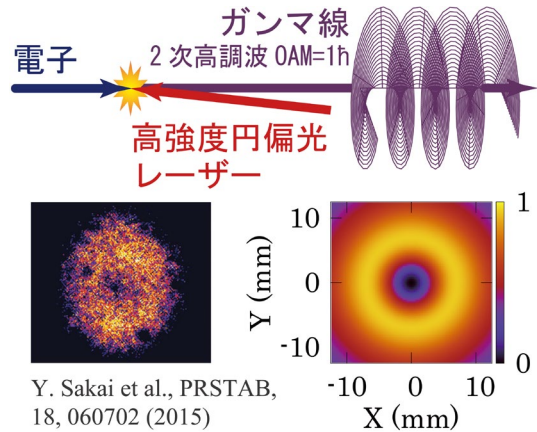 ガンマ線
2次高調波 OAM=1ħ
電子
高強度円偏光
レーザー
10
0
-10
Y (mm)
-10 0 10
X (mm)
1
0
Y. Sakai et al., PRSTAB,
18, 060702 (2015)